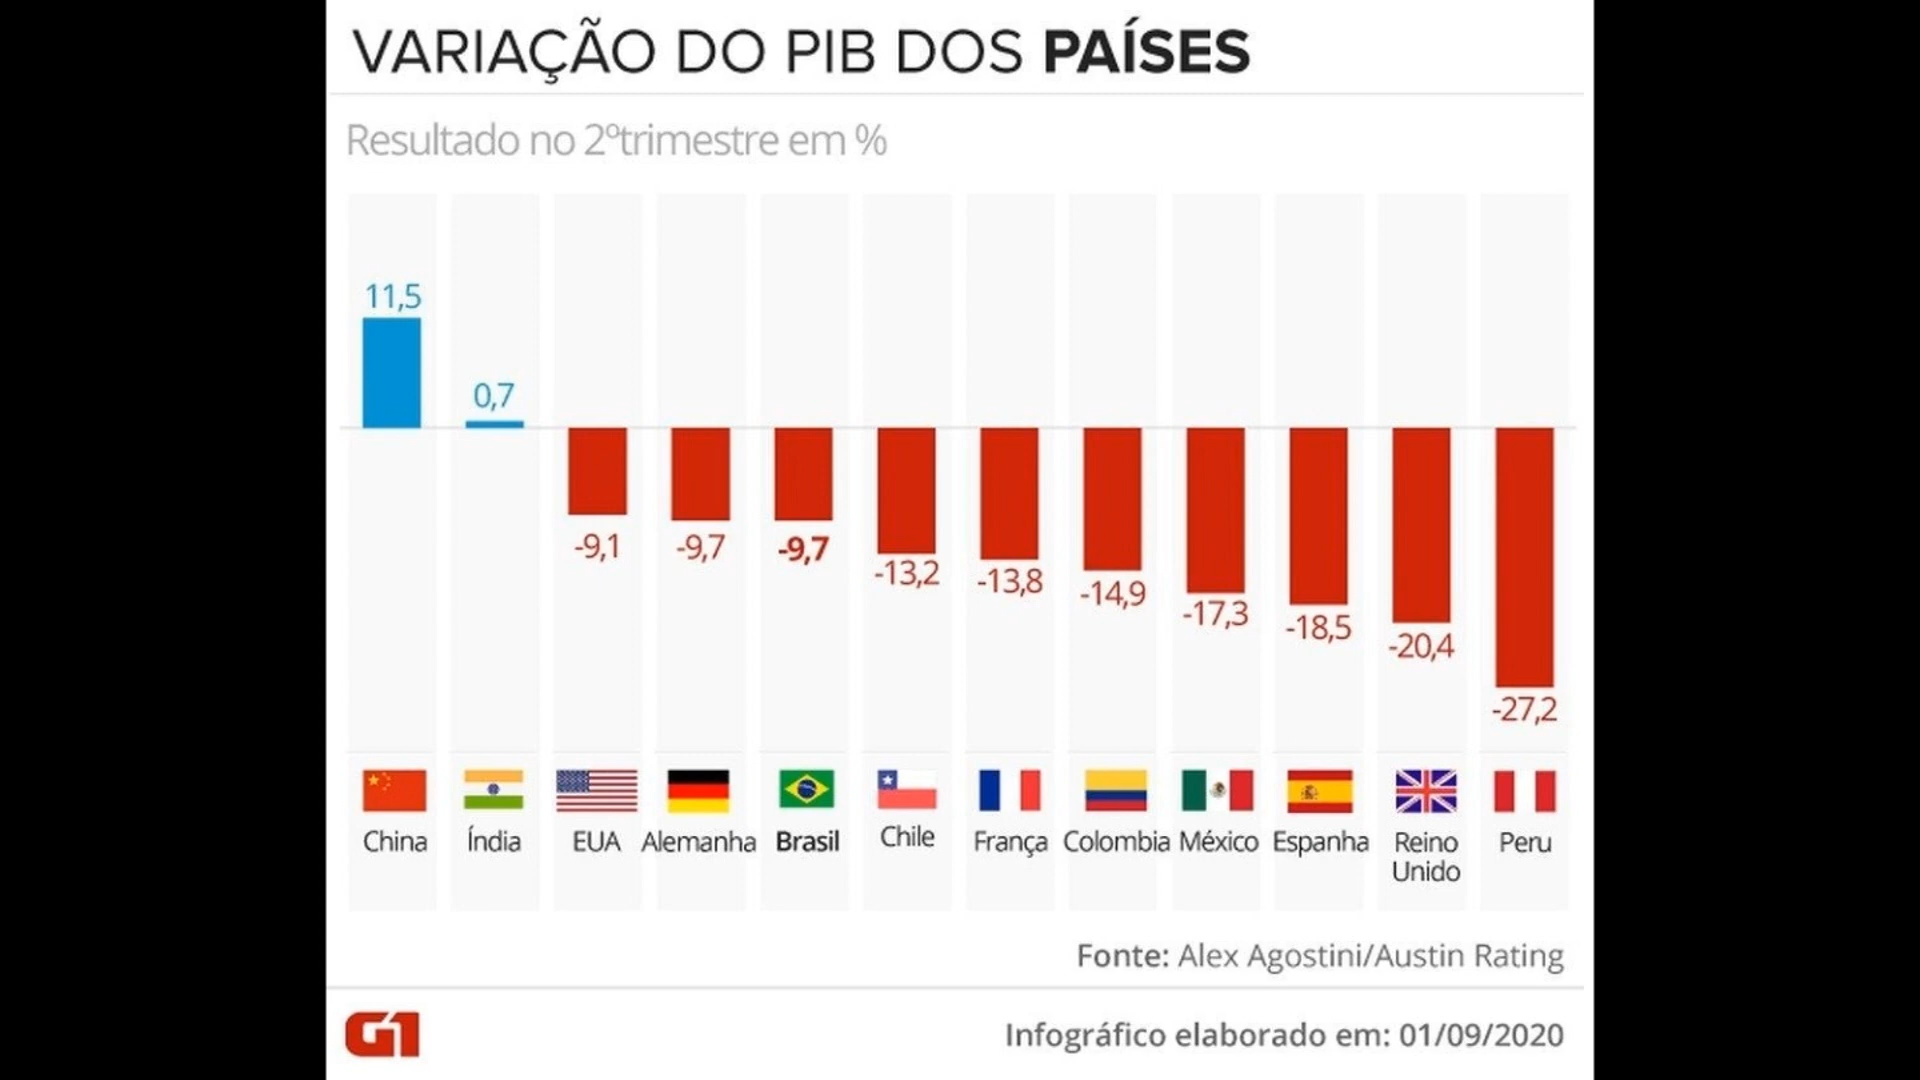 VARIAÇÃO DO PIB DOS PAÍSES
Resultado no 2ºtrimestre em %
11,5
0,7
-9,1
-9,7
-9,7
-13,2
-13,8
-14,9
-17,3
-18,5
-20,4
-27,2
China
Índia
EUA
Alemanha
Brasil
Chile
França
Colombia
México
Espanha
Reino
Unido
Peru
Fonte: Alex Agostini/Austin Rating
G1
Infográfico elaborado em: 01/09/2020